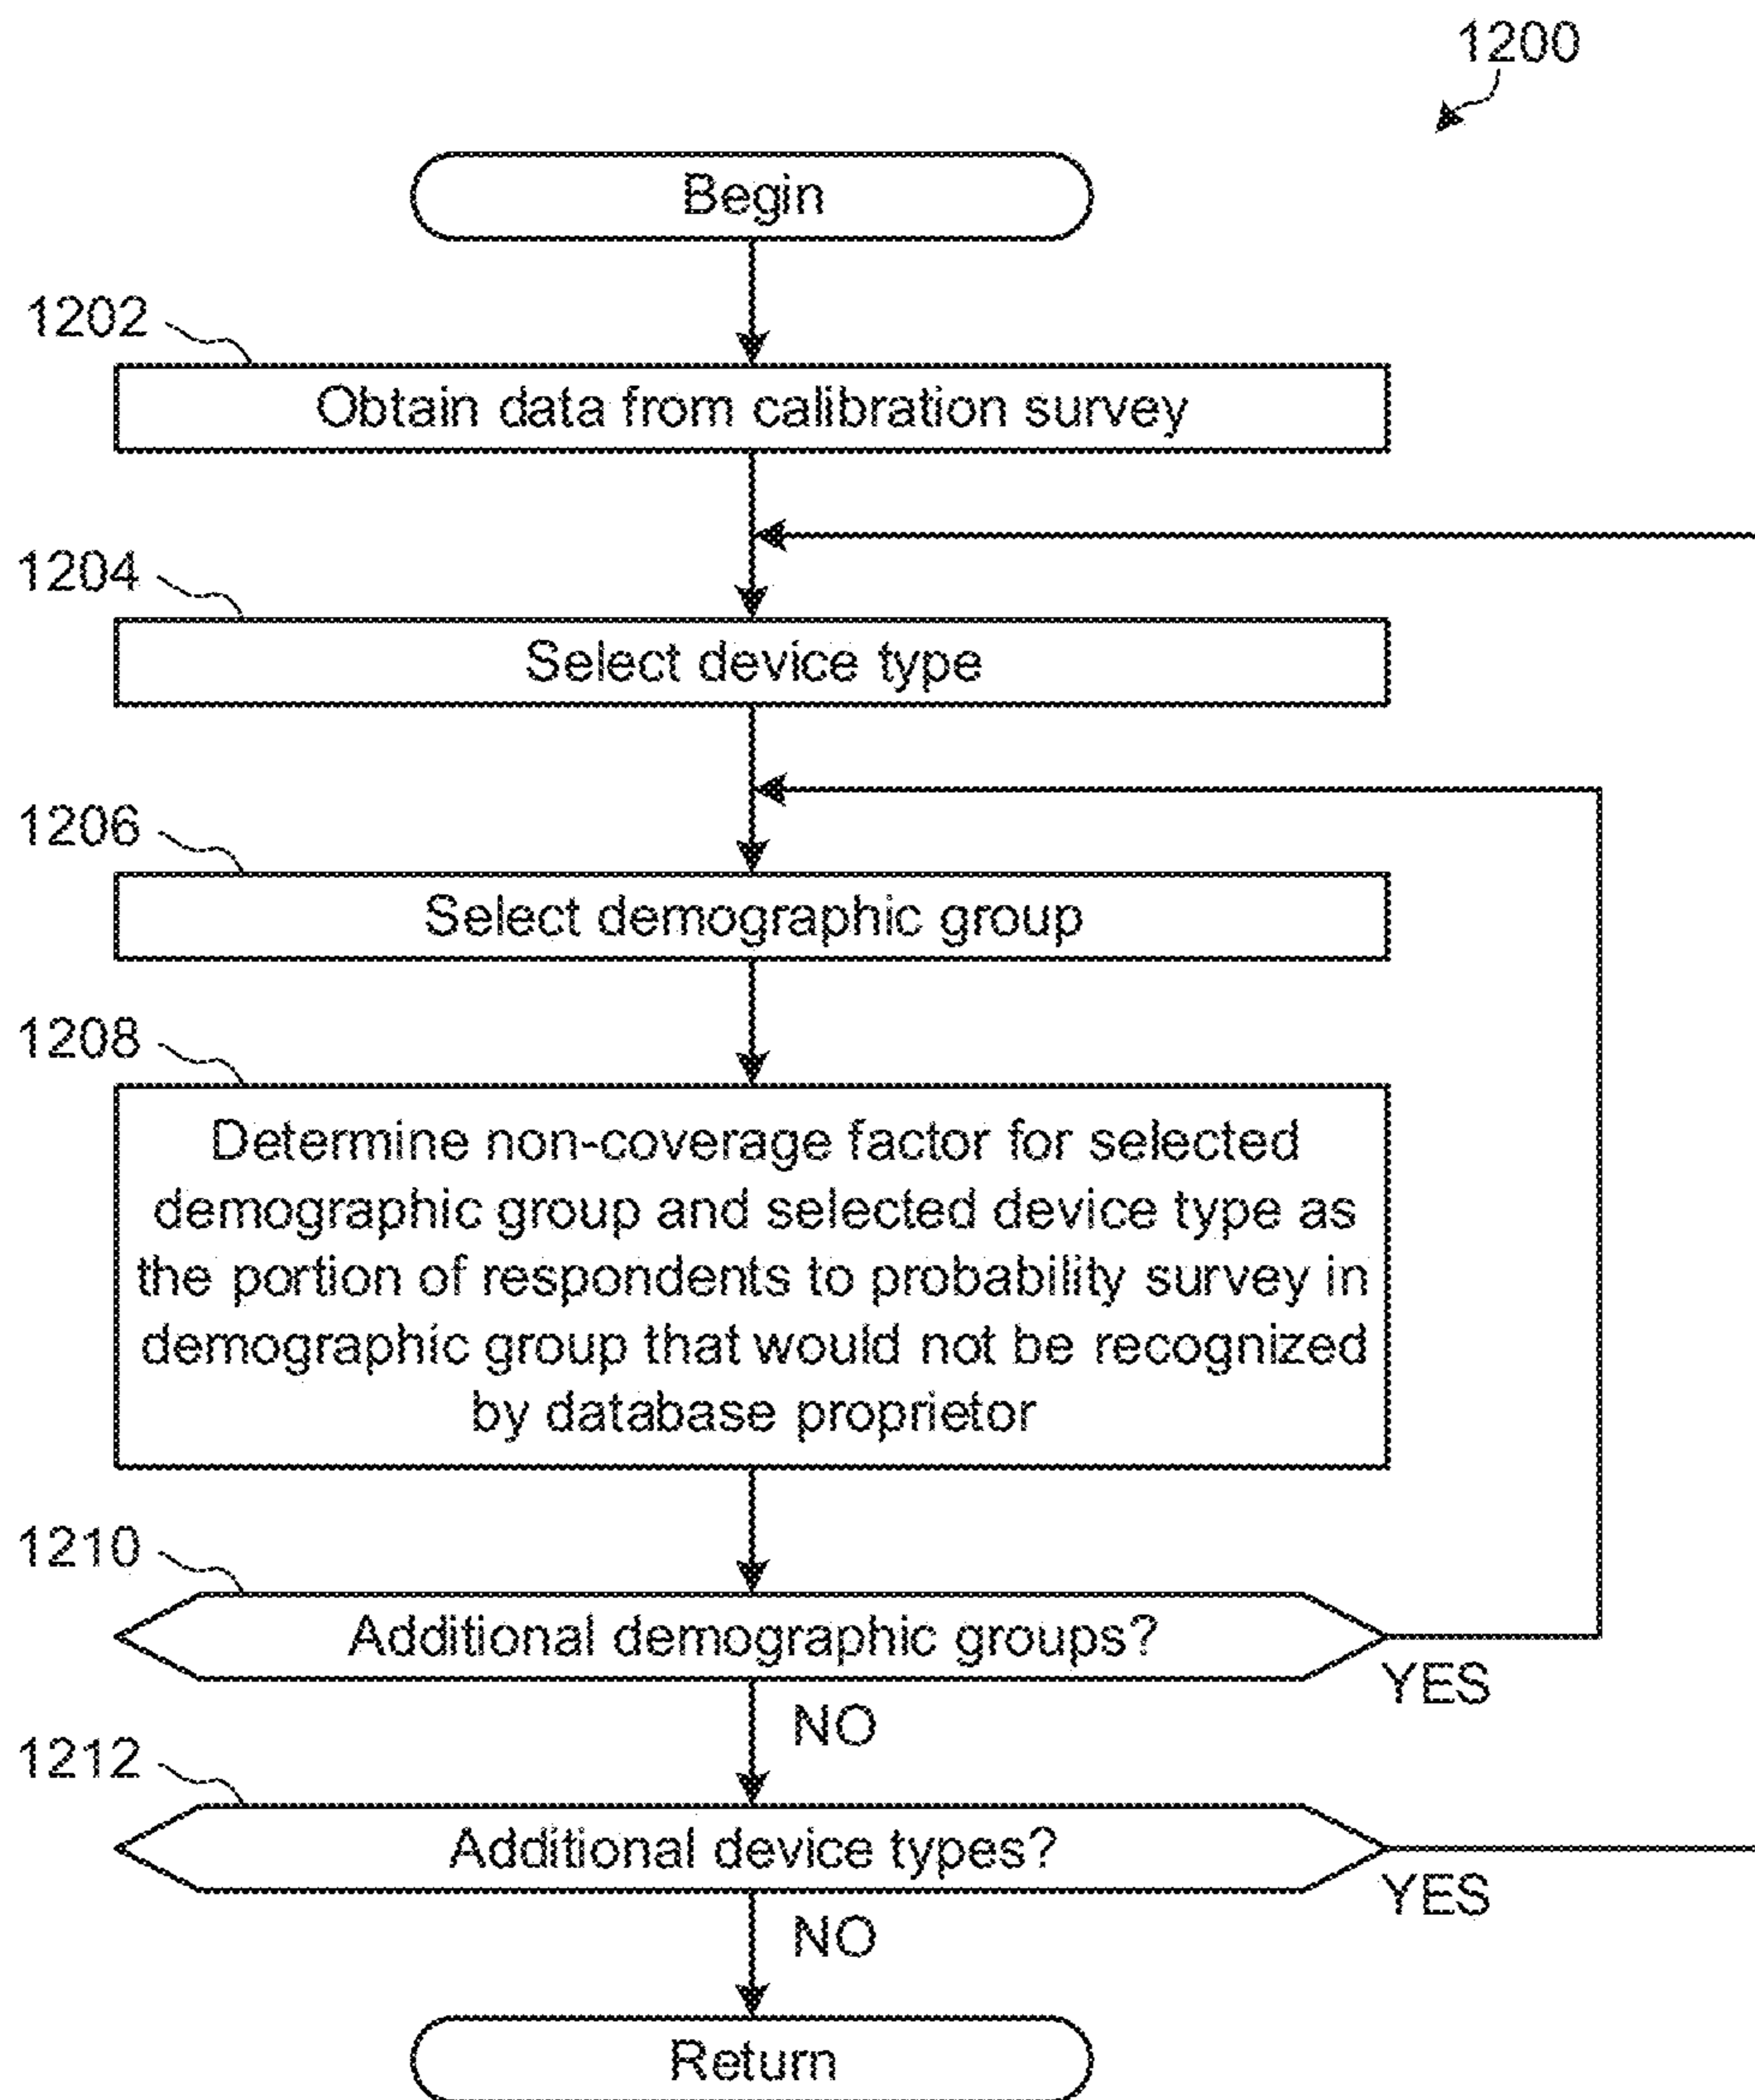 1200
Begin
1202
Obtain data from calibration survey
1204
Select device type
1206
Select demographic group
1208
Determine non-coverage factor for selected
demographic group and selected device type as
the portion of respondents to probability survey in
demographic group that would not be recognized
by database proprietor
1210
Additional demographic groups?
YES
NO
1212
Additional device types?
YES
NO
Return